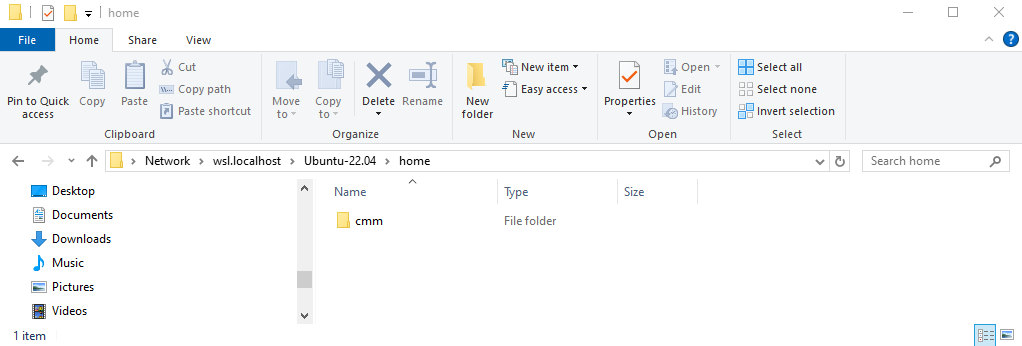 home
File Home Share View
Pin to Quick access
Copy
Paste
Cut
Copy path
Paste shortcut
Clipboard
Move to
Copy to
Delete
Rename
Organize
New folder
New item
Easy access
New
Properties
Open
Edit
History
Open
Select all
Select none
Invert selection
Select
Network wsl.localhost Ubuntu-22.04 home
Search home
Desktop
Documents
Downloads
Music
Pictures
Videos
Name Type Size
cmm File folder
1 item